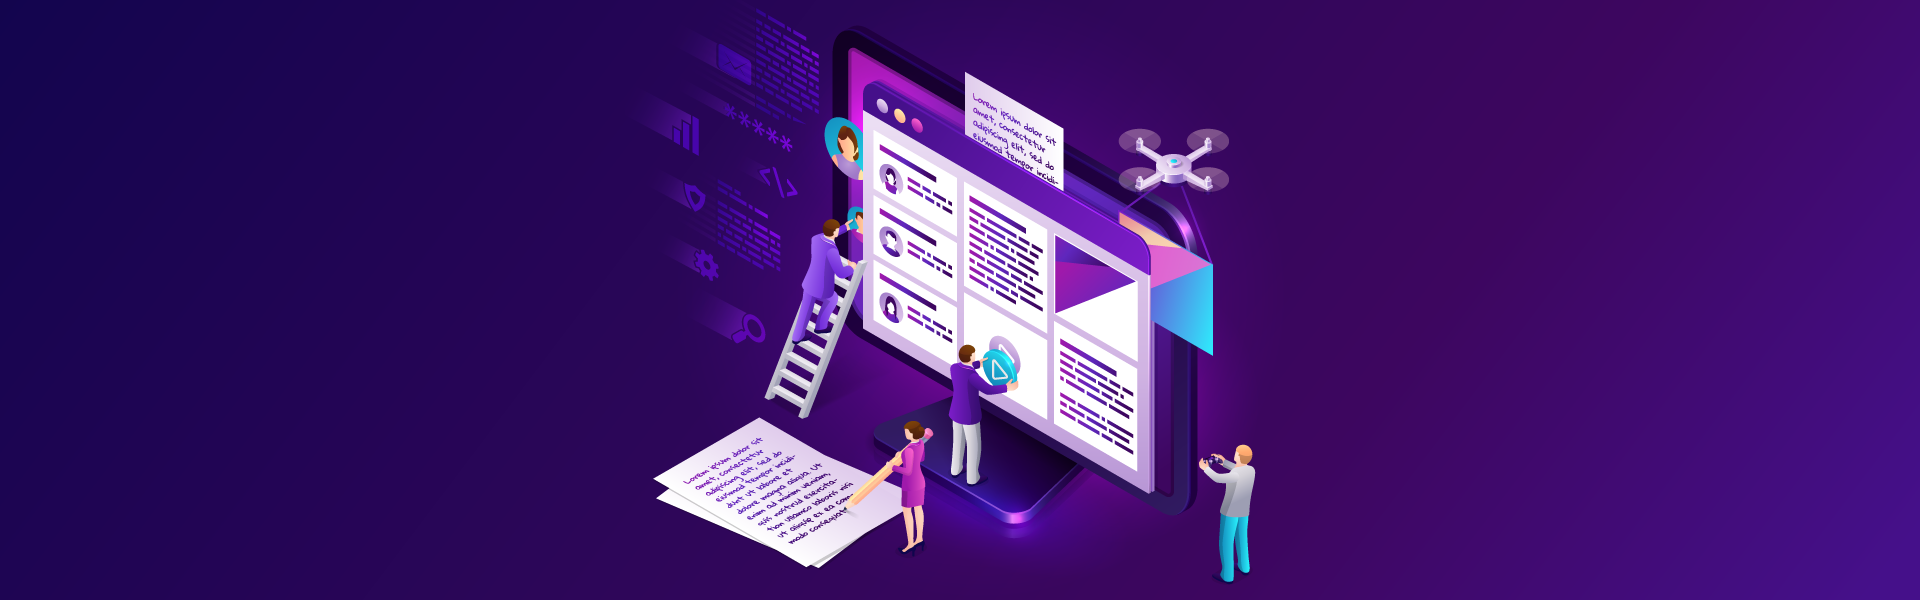 Lorem ipsum dolor sit
amet, consectetur
adipiscing elit, sed do
eiusmod tempor incidi-
Lorem ipsum dolor sit
amet, consectetur
adipiscing elit, sed do
eiusmod tempor incidi-
dunt ut labore et
dolore magna aliqua. Ut
enim ad minim veniam,
quis nostrud exercita-
tion ullamco laboris nisi
ut aliquip ex ea com-
modo consequat